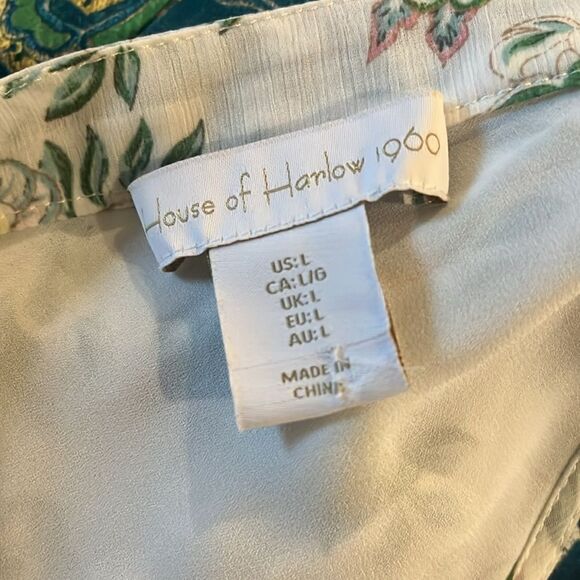 House of Harlow 1960
US: L
CA: L/G
UK: L
EU: L
AU: L
MADE IN
CHINA